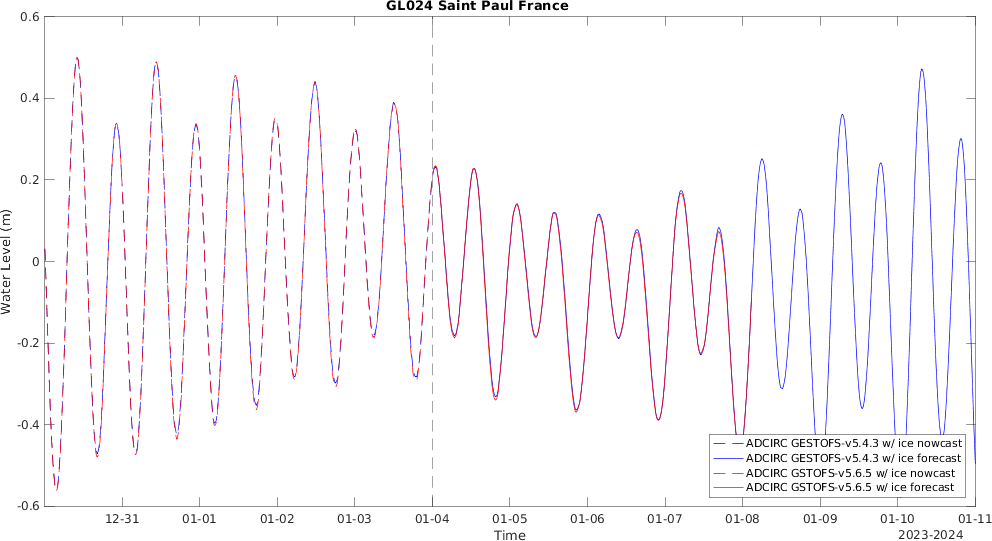 GL024 Saint Paul France
0.6
0.4
0.2
0
-0.2
-0.4
-0.6
Water Level (m)
12-31
01-01
01-02
01-03
01-04
01-05
01-06
01-07
01-08
01-09
01-10
01-11
Time
2023-2024
ADCIRC GESTOFS-v5.4.3 w/ ice nowcast
ADCIRC GESTOFS-v5.4.3 w/ ice forecast
ADCIRC GSTOFS-v5.6.5 w/ ice nowcast
ADCIRC GSTOFS-v5.6.5 w/ ice forecast